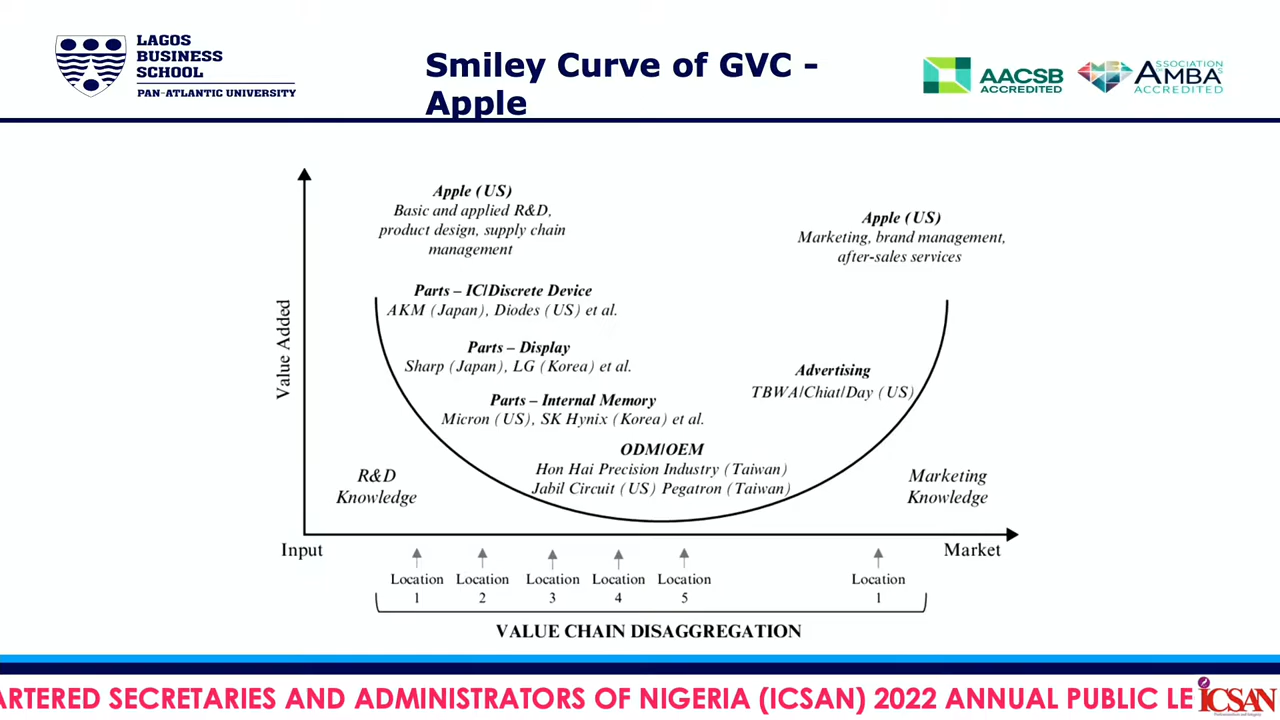 LAGOS
BUSINESS
SCHOOL
PAN-ATLANTIC UNIVERSITY
Smiley Curve of GVC -
Apple
AACSB
ACCREDITED
ASSOCIATION
AMBA'S
ACCREDITED
Value Added
Apple (US)
Basic and applied R&D,
product design, supply chain
management
Apple (US)
Marketing, brand management,
after-sales services
Parts – IC/Discrete Device
AKM (Japan), Diodes (US) et al.
Parts – Display
Sharp (Japan), LG (Korea) et al.
Advertising
TBWA/Chiat/Day (US)
Parts – Internal Memory
Micron (US), SK Hynix (Korea) et al.
ODM/OEM
Hon Hai Precision Industry (Taiwan)
Jabil Circuit (US) Pegatron (Taiwan)
R&D
Knowledge
Marketing
Knowledge
Input
Market
Location
1
Location
2
Location
3
Location
4
Location
5
Location
1
VALUE CHAIN DISAGGREGATION
ARTERED SECRETARIES AND ADMINISTRATORS OF NIGERIA (ICSAN) 2022 ANNUAL PUBLIC LE
ICSAN